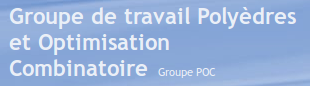 Groupe de travail Polyèdres
et Optimisation
Combinatoire Groupe POC